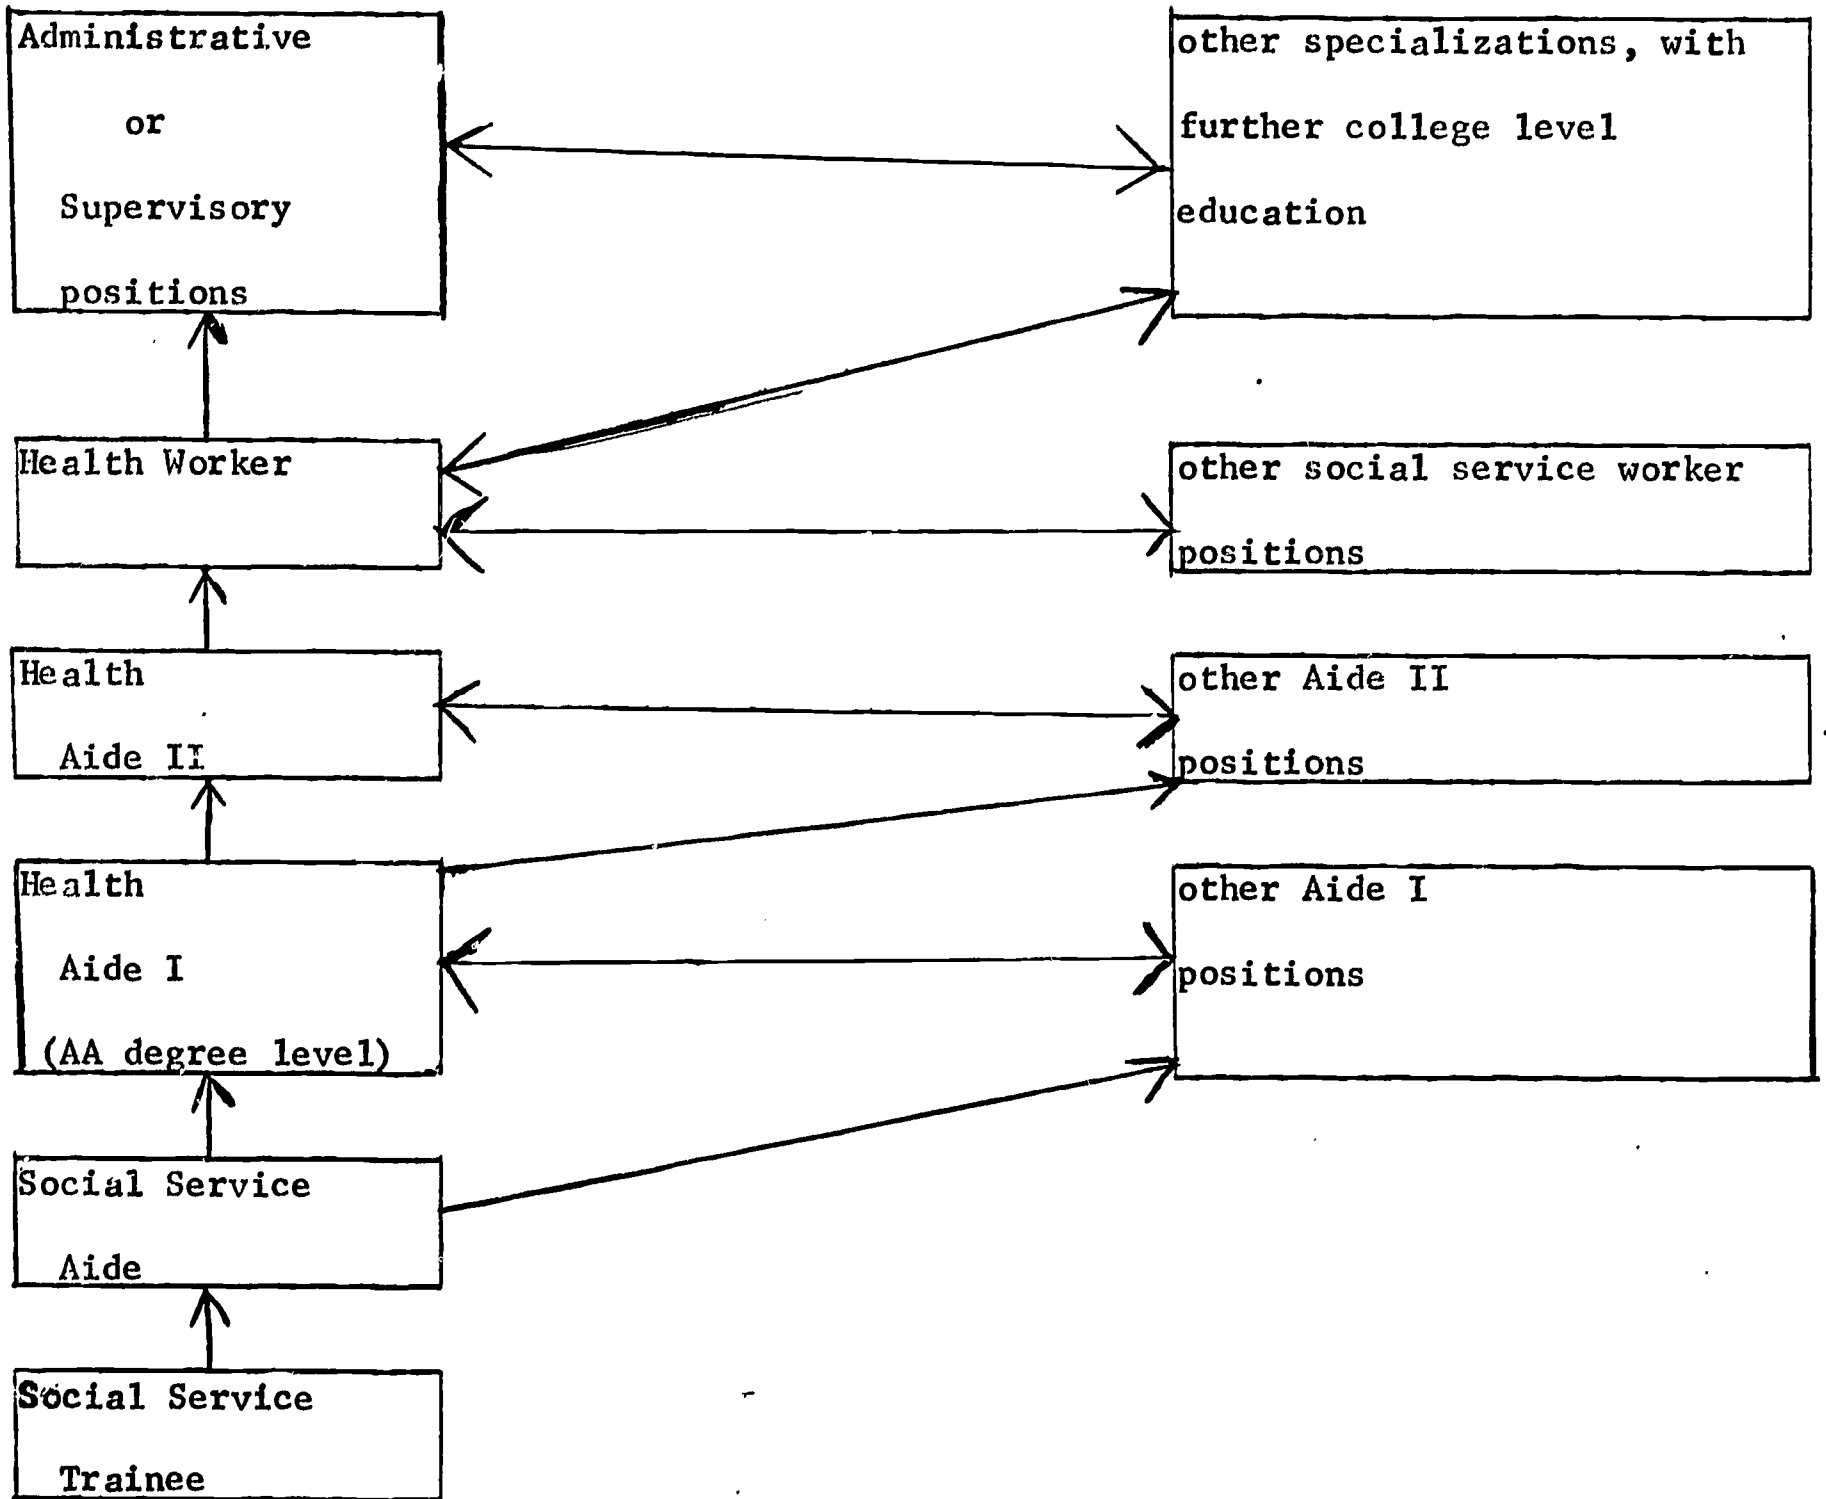 Administrative
or
Supervisory
positions
other specializations, with
further college level
education
Health Worker
other social service worker
positions
Health
Aide II
other Aide II
positions
Health
Aide I
(AA degree level)
other Aide I
positions
Social Service
Aide
Social Service
Trainee